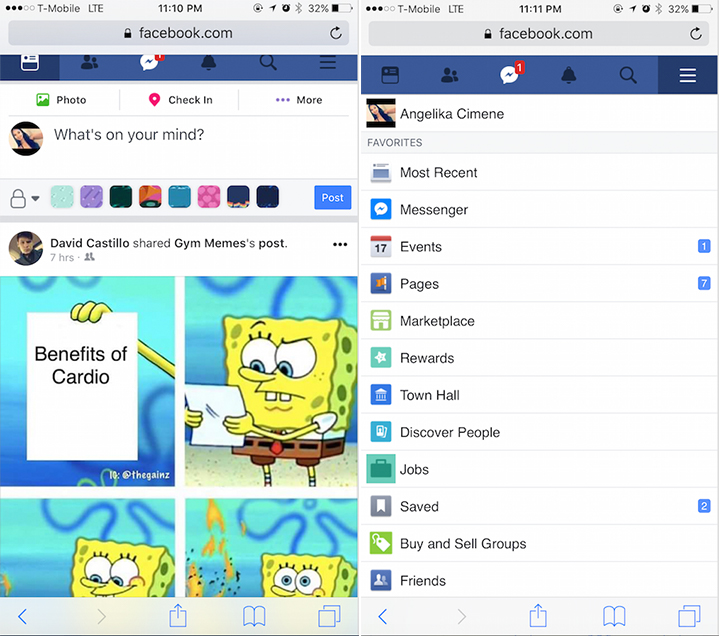 T-Mobile LTE 11:10 PM 32%
facebook.com
1
Photo Check In More
What's on your mind?
Post
David Castillo shared Gym Memes's post.
7 hrs ·
Benefits of
Cardio
IG: @thegainz
T-Mobile LTE 11:11 PM 32%
facebook.com
1
Angelika Cimene
FAVORITES
Most Recent
Messenger
17 Events 1
Pages 7
Marketplace
Rewards
Town Hall
Discover People
Jobs
Saved 2
Buy and Sell Groups
Friends